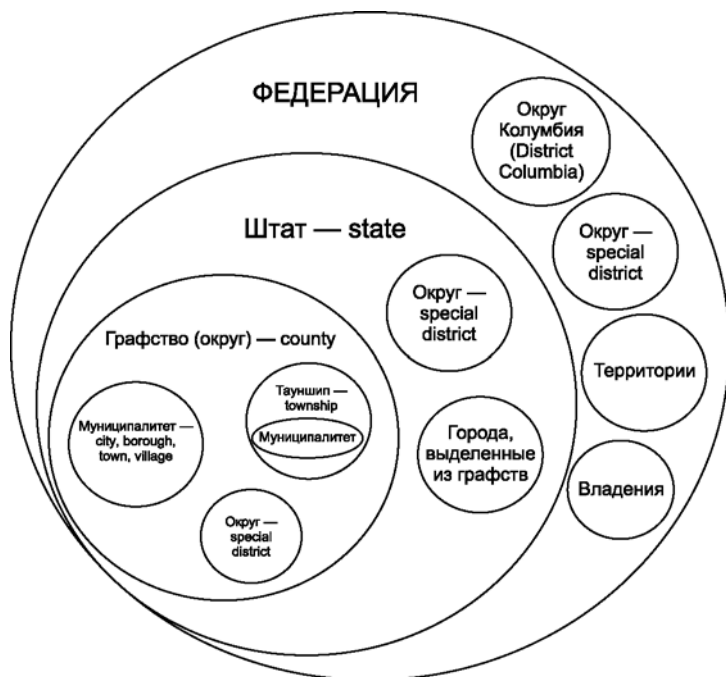 ФЕДЕРАЦИЯ
Округ
Колумбия
(District
Columbia)
Округ —
special
district
Территории
Владения
Штат — state
Округ —
special
district
Города,
выделенные
из графств
Графство (округ) — county
Муниципалитет —
city, borough,
town, village
Тауншип —
township
Муниципалитет
Округ —
special
district